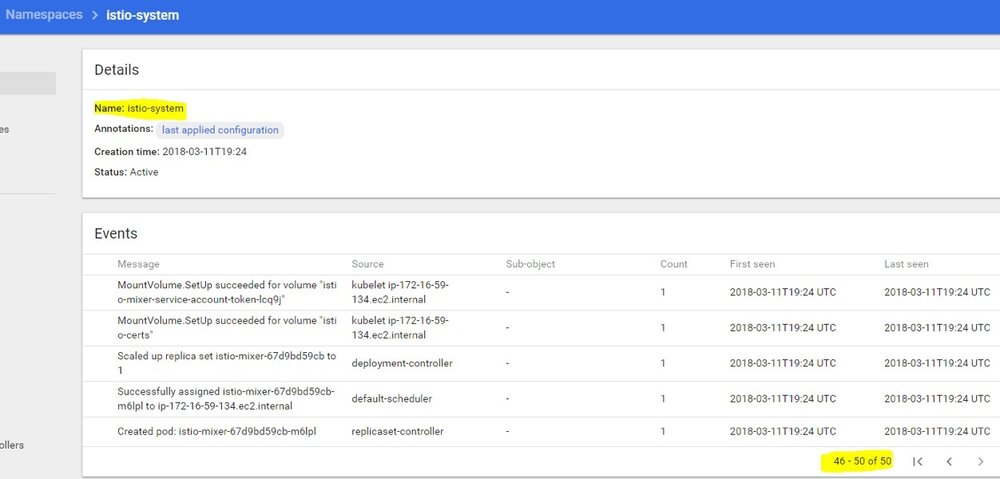 Namespaces > istio-system
Details
Name: istio-system
es
Annotations: last applied configuration
Creation time: 2018-03-11T19:24
Status: Active
Events
Message Source Sub-object Count First seen Last seen
MountVolume.SetUp succeeded for volume "isti kubelet ip-172-16-59-
o-mixer-service-account-token-lcq9j" 134.ec2.internal - 1 2018-03-11T19:24 UTC 2018-03-11T19:24 UTC
MountVolume.SetUp succeeded for volume "isti kubelet ip-172-16-59-
o-certs" 134.ec2.internal - 1 2018-03-11T19:24 UTC 2018-03-11T19:24 UTC
Scaled up replica set istio-mixer-67d9bd59cb to
1 deployment-controller - 1 2018-03-11T19:24 UTC 2018-03-11T19:24 UTC
Successfully assigned istio-mixer-67d9bd59cb-
m6lpl to ip-172-16-59-134.ec2.internal default-scheduler - 1 2018-03-11T19:24 UTC 2018-03-11T19:24 UTC
Created pod: istio-mixer-67d9bd59cb-m6lpl replicaset-controller - 1 2018-03-11T19:24 UTC 2018-03-11T19:24 UTC
ollers
46 - 50 of 50